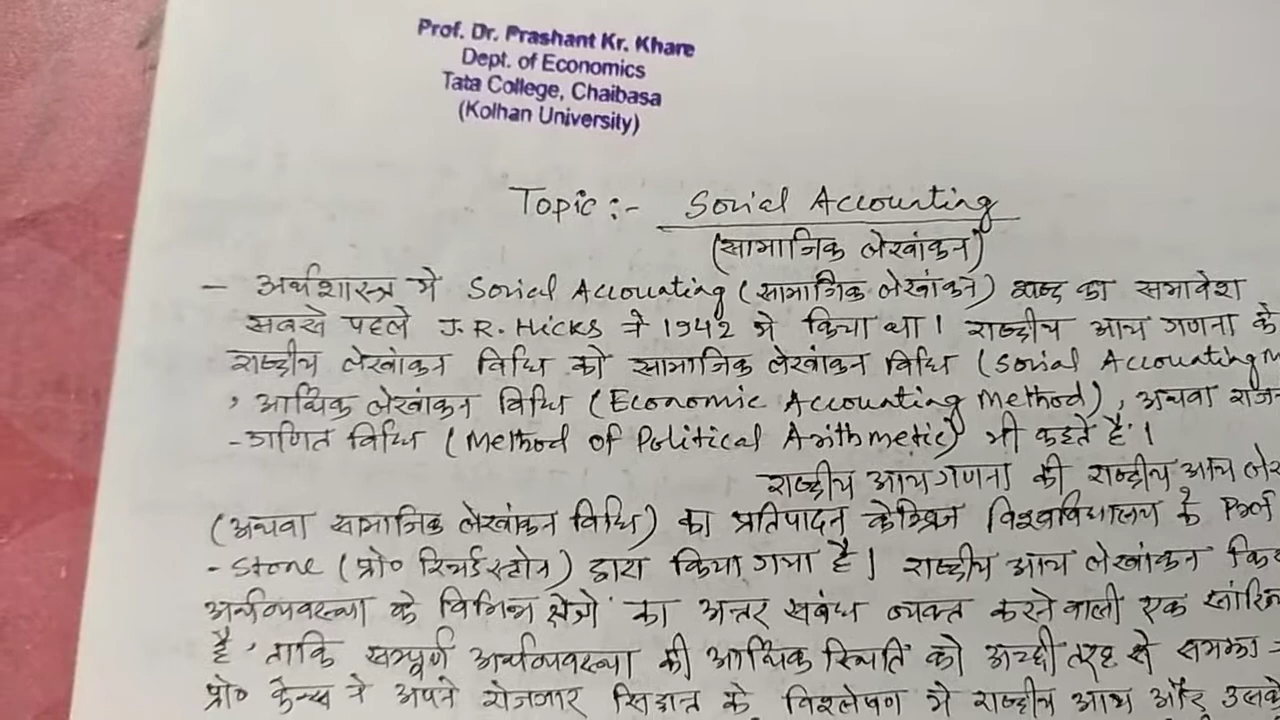 Prof. Dr. Prashant Kr. Khare
Dept. of Economics
Tata College, Chaibasa
(Kolhan University)
Topic :- Social Accounting
(सामाजिक लेखांकन)
- अर्थशास्त्र मे Social Accounting (सामाजिक लेखांकन) शब्द का समावेश
सबसे पहले J.R. Hicks ने 1942 मे किया था। राष्ट्रीय आय गणना के
राष्ट्रीय लेखांकन विधि को सामाजिक लेखांकन विधि (Social Accounting
, आर्थिक लेखांकन विधि (Economic Accounting Method), अथवा
- गणित विधि (Method of Political Arithmetic) भी कहते है।
राष्ट्रीय आय गणना की राष्ट्रीय आय
(अथवा सामाजिक लेखांकन विधि) का प्रतिपादन केम्ब्रिज विश्वविद्यालय के Prof
- Stone (प्रो० रिचर्ड स्टोन) द्वारा किया गया है। राष्ट्रीय आय लेखांकन
अर्थव्यवस्था के विभिन्न क्षेत्रो का अन्तर संबंध व्यक्त करने वाली एक
है, ताकि सम्पूर्ण अर्थव्यवस्था की आर्थिक स्थिति को अच्छी तरह से समझा
प्रो० केन्स ने अपने रोजगार सिद्धान्त के विश्लेषण मे राष्ट्रीय आय और उसके